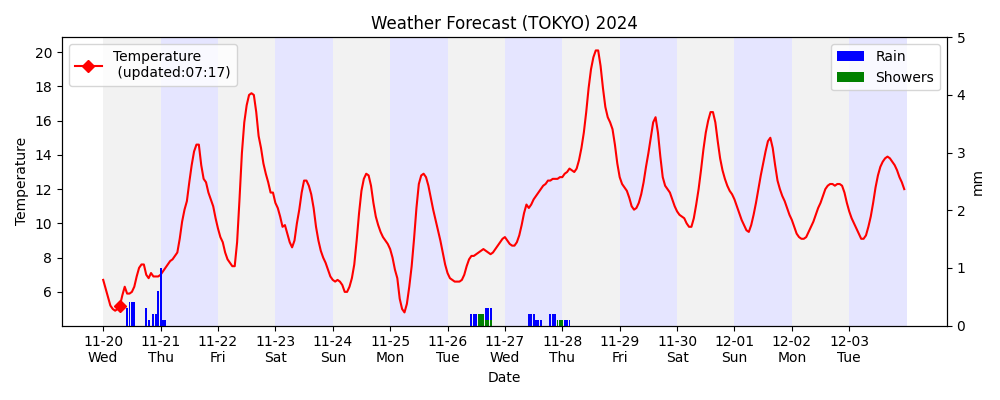 Weather Forecast (TOKYO) 2024
Temperature
(updated:07:17)
Rain
Showers
Temperature
20
18
16
14
12
10
8
6
5
4
3
2
1
0
mm
11-20 11-21 11-22 11-23 11-24 11-25 11-26 11-27 11-28 11-29 11-30 12-01 12-02 12-03
Wed Thu Fri Sat Sun Mon Tue Wed Thu Fri Sat Sun Mon Tue
Date